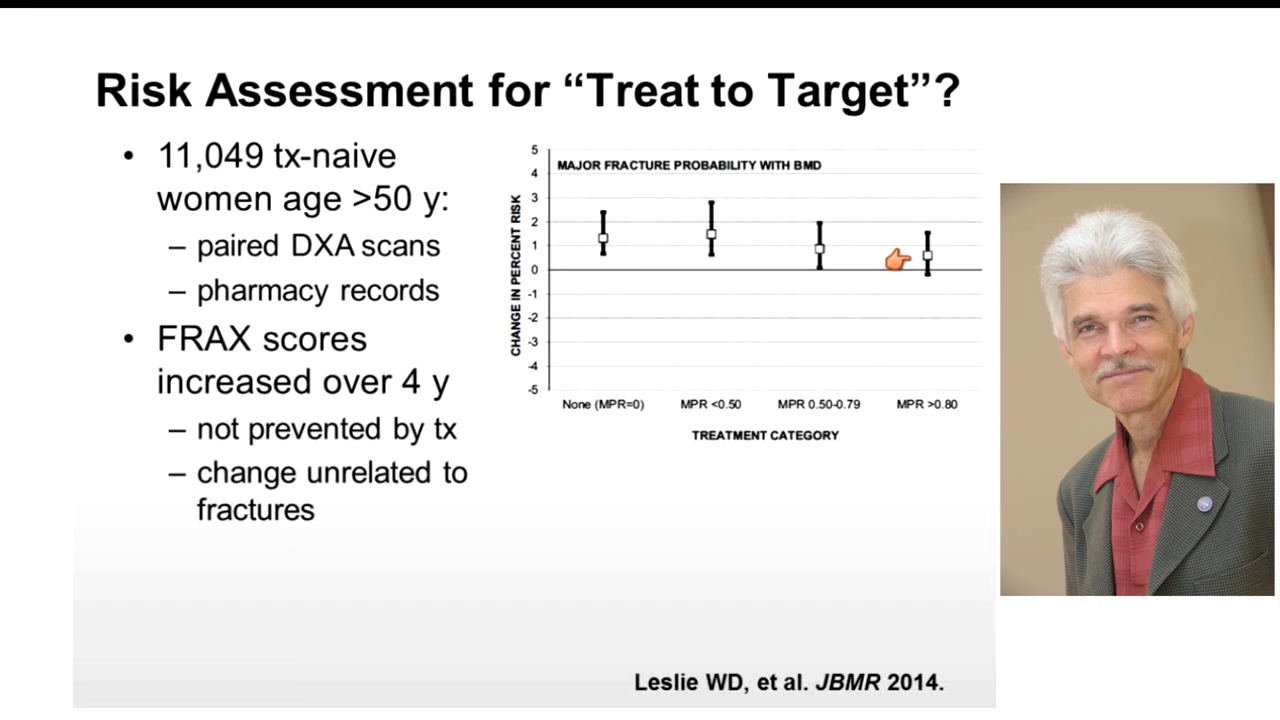 Risk Assessment for “Treat to Target”?
• 11,049 tx-naive
women age >50 y:
– paired DXA scans
– pharmacy records
• FRAX scores
increased over 4 y
– not prevented by tx
– change unrelated to
fractures
MAJOR FRACTURE PROBABILITY WITH BMD
CHANGE IN PERCENT RISK
5
4
3
2
1
0
-1
-2
-3
-4
-5
None (MPR=0) MPR <0.50 MPR 0.50-0.79 MPR >0.80
TREATMENT CATEGORY
Leslie WD, et al. JBMR 2014.